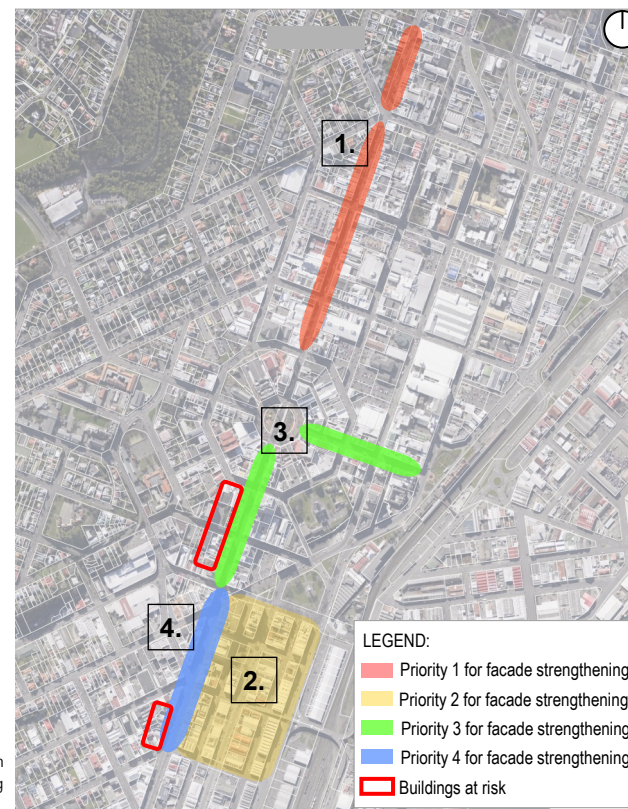 1.
3.
4.
2.
LEGEND:
Priority 1 for facade strengthening
Priority 2 for facade strengthening
Priority 3 for facade strengthening
Priority 4 for facade strengthening
Buildings at risk